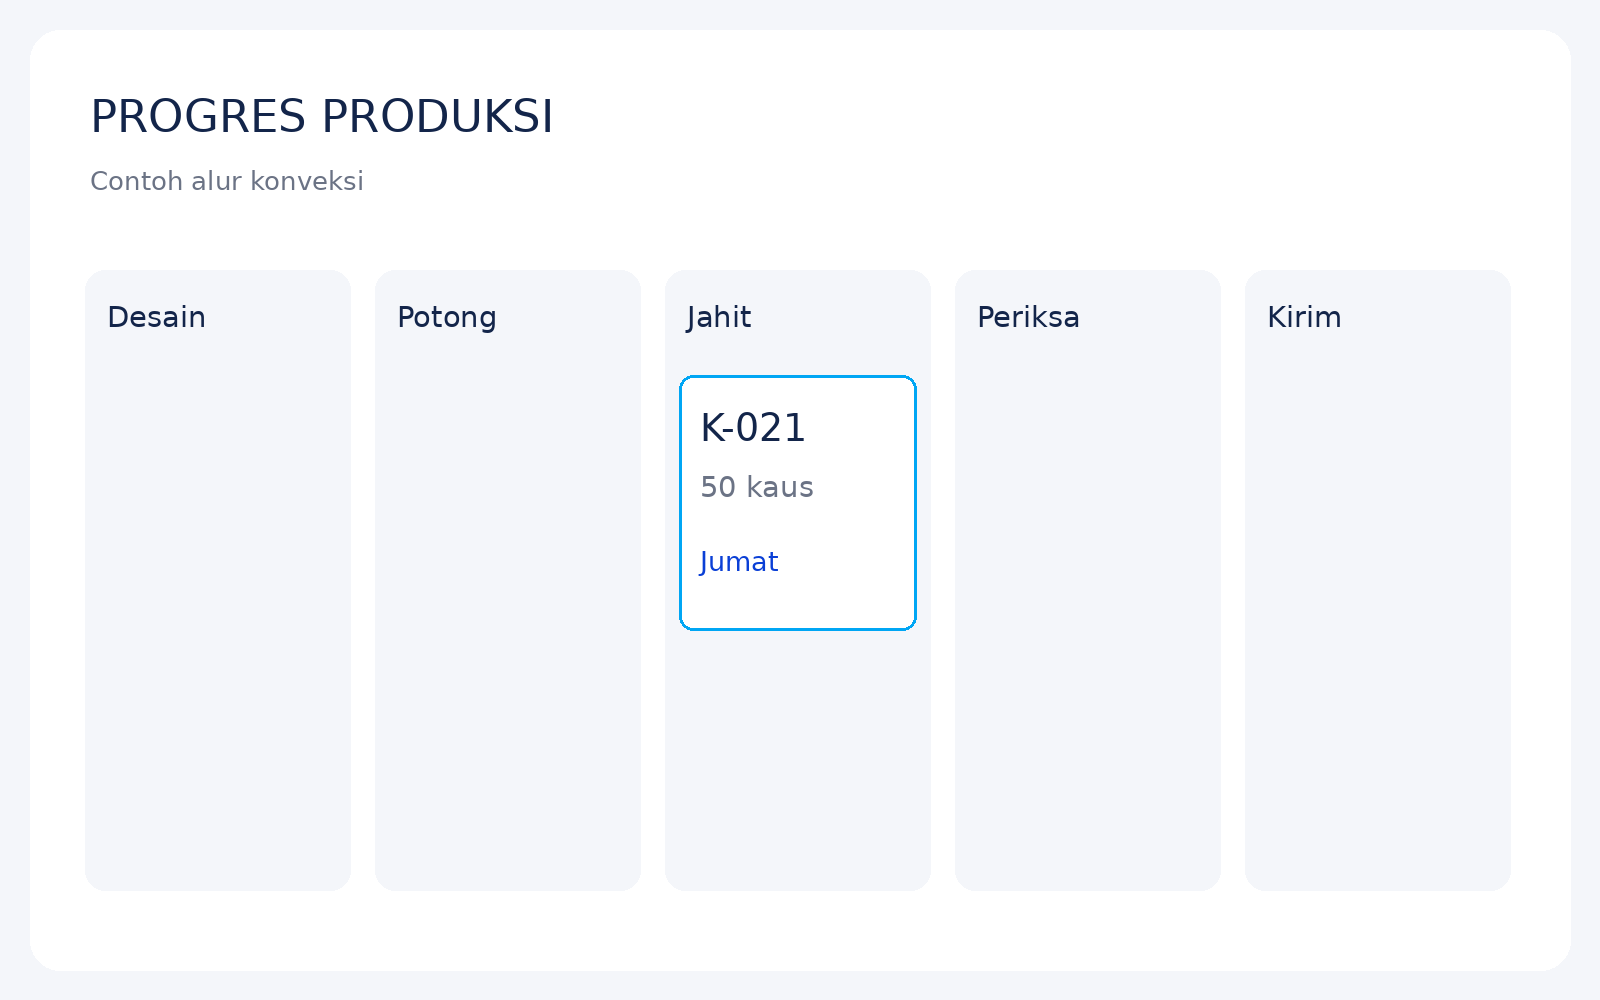 PROGRES PRODUKSI
Contoh alur konveksi
Desain
Potong
Jahit
K-021
50 kaus
Jumat
Periksa
Kirim